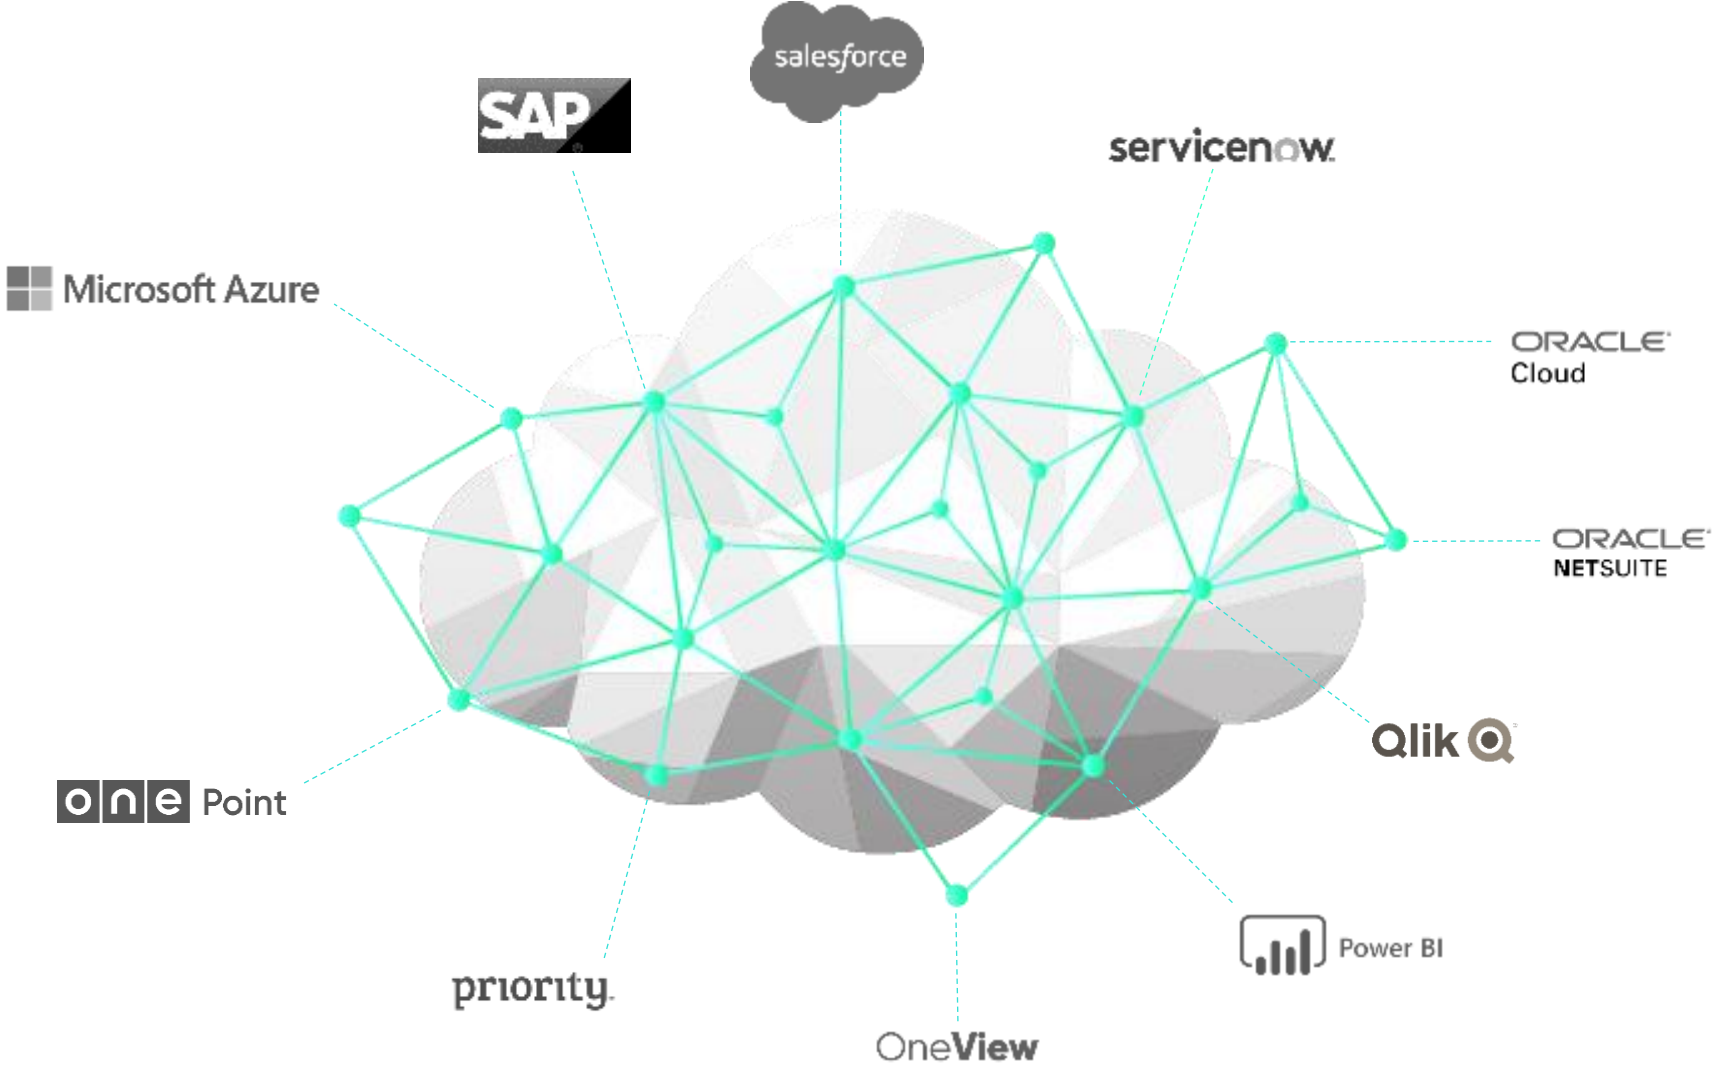 salesforce
SAP
servicenow
Microsoft Azure
ORACLE
Cloud
ORACLE
NETSUITE
Qlik
one Point
Power BI
priority
OneView